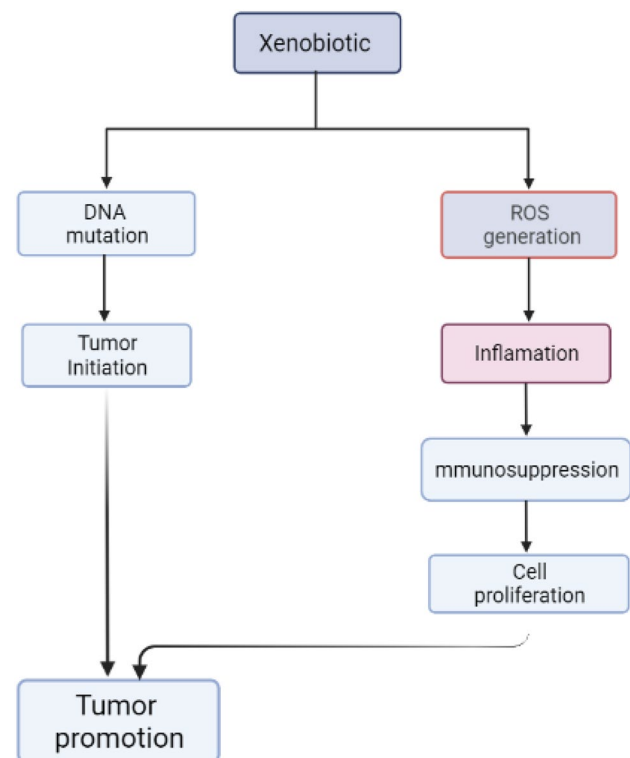 Xenobiotic
DNA
mutation
ROS
generation
Tumor
Initiation
Inflamation
mmunosuppression
Cell
proliferation
Tumor
promotion